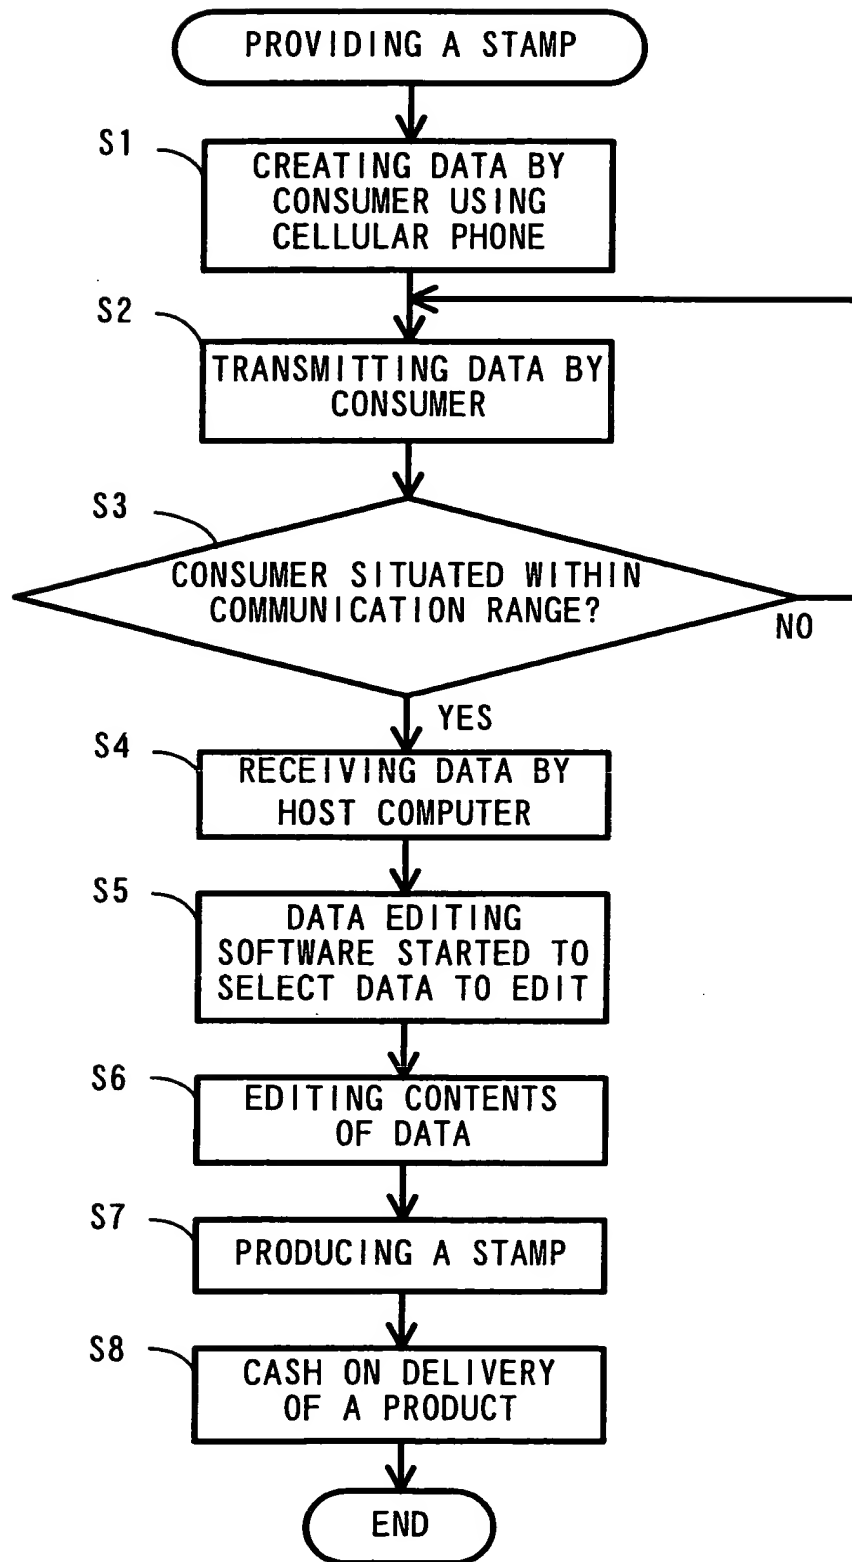 PROVIDING A STAMP
S1
CREATING DATA BY
CONSUMER USING
CELLULAR PHONE
S2
TRANSMITTING DATA BY
CONSUMER
S3
CONSUMER SITUATED WITHIN
COMMUNICATION RANGE?
NO
YES
S4
RECEIVING DATA BY
HOST COMPUTER
S5
DATA EDITING
SOFTWARE STARTED TO
SELECT DATA TO EDIT
S6
EDITING CONTENTS
OF DATA
S7
PRODUCING A STAMP
S8
CASH ON DELIVERY
OF A PRODUCT
END